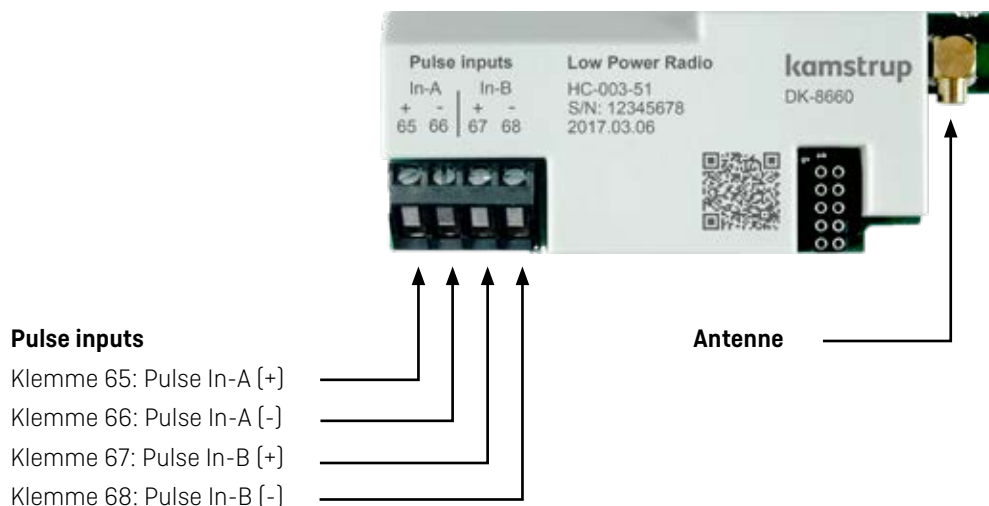 Pulse inputs
In-A | In-B
+ - + -
65 66 67 68
Low Power Radio
HC-003-51
S/N: 12345678
2017.03.06
kamstrup
DK-8660
Pulse inputs
Klemme 65: Pulse In-A (+)
Klemme 66: Pulse In-A (-)
Klemme 67: Pulse In-B (+)
Klemme 68: Pulse In-B (-)
Antenne